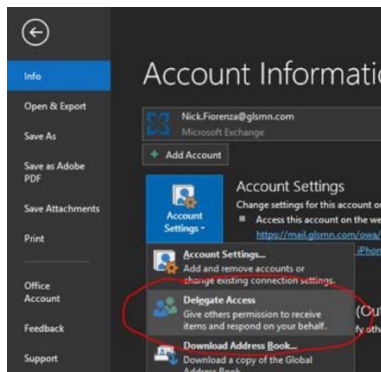 Info
Open & Export
Save As
Save as Adobe
PDF
Save Attachments
Print
Office
Account
Feedback
Support
Account Informatio
Nick.Fiorenza@glsmn.com
Microsoft Exchange
Add Account
Account
Settings
Account Settings
Change settings for this account o
Access this account on the we
https://mail.glsmn.com/owa/
iPhon
Account Settings...
Add and remove accounts or
change existing connection settings.
Delegate Access
Give others permission to receive
items and respond on your behalf.
(Ou
fy othe
Download Address Book...
Download a copy of the Global
Address Book.